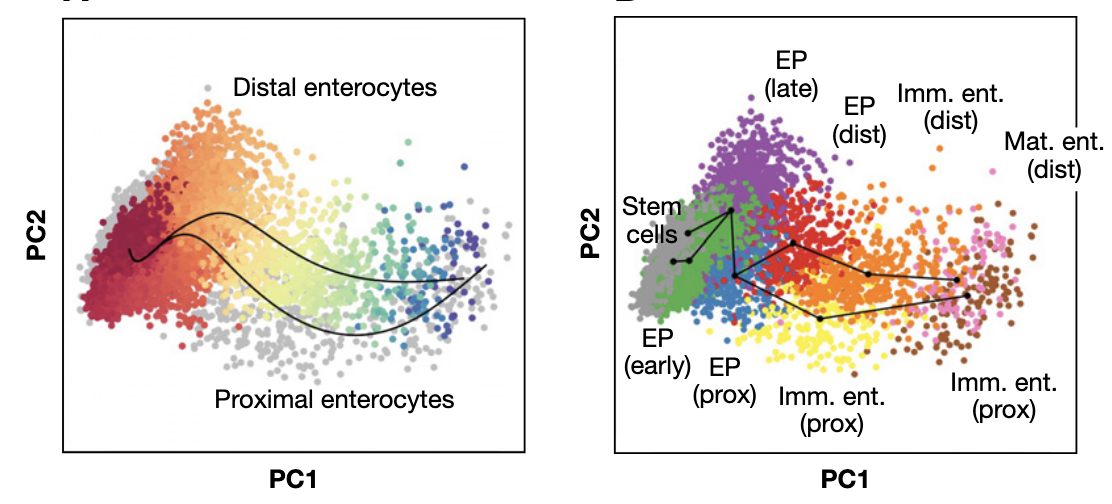 Distal enterocytes
Proximal enterocytes
PC2
PC1
EP
(late)
EP
(dist)
Imm. ent.
(dist)
Mat. ent.
(dist)
Stem
cells
EP
(early)
EP
(prox)
Imm. ent.
(prox)
Imm. ent.
(prox)
PC2
PC1